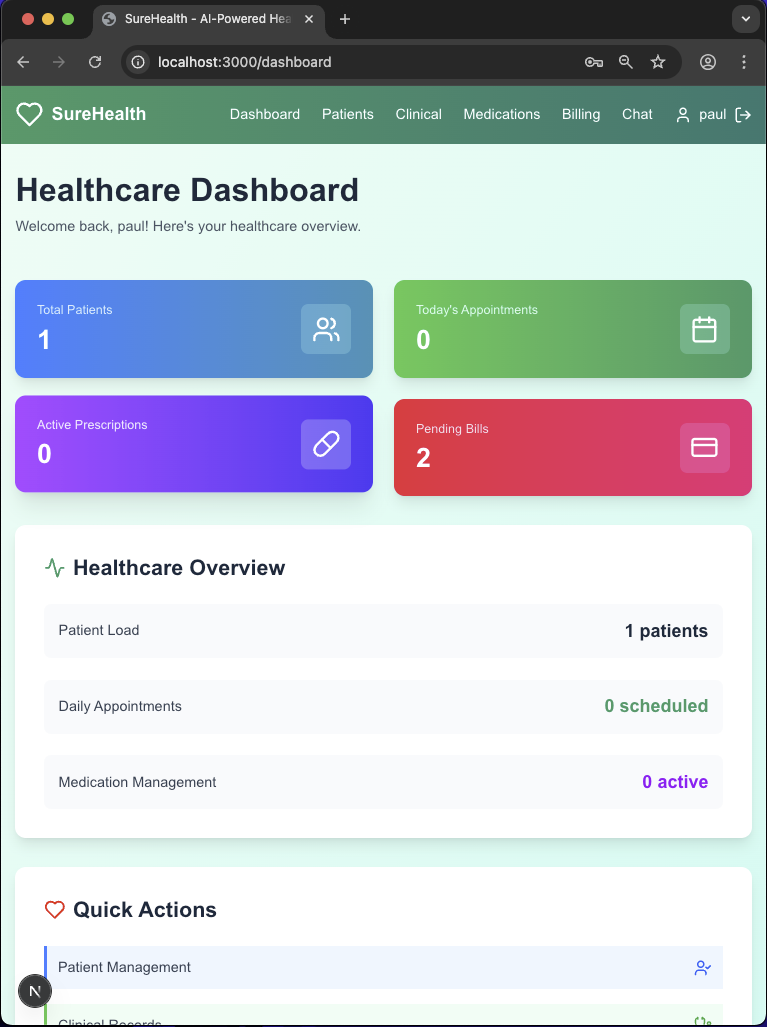 SureHealth - AI-Powered Hea
localhost:3000/dashboard
SureHealth
Dashboard Patients Clinical Medications Billing Chat paul
Healthcare Dashboard
Welcome back, paul! Here's your healthcare overview.
Total Patients
1
Today's Appointments
0
Active Prescriptions
0
Pending Bills
2
Healthcare Overview
Patient Load 1 patients
Daily Appointments 0 scheduled
Medication Management 0 active
Quick Actions
Patient Management
N
Clinical Records